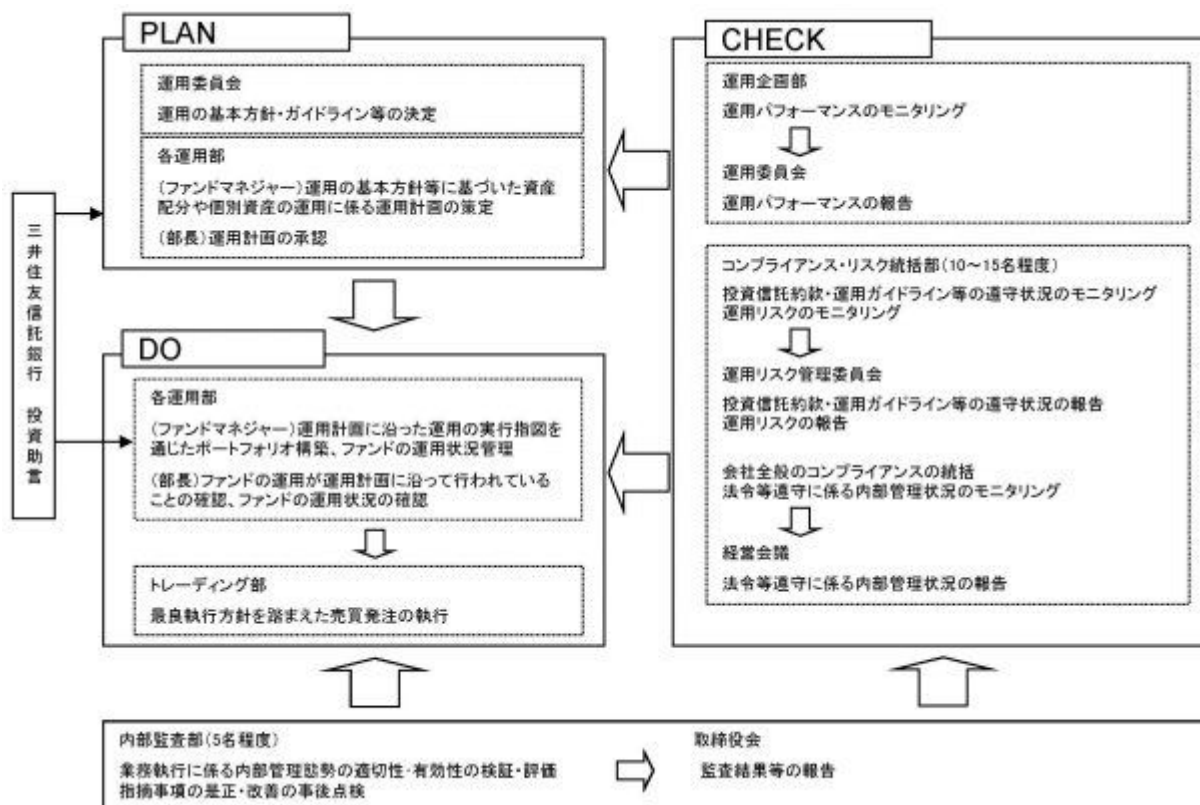 PLAN
運用委員会
運用の基本方針・ガイドライン等の決定
各運用部
(ファンドマネジャー)運用の基本方針等に基づいた資産
配分や個別資産の運用に係る運用計画の策定
(部長)運用計画の承認
三井住友信託銀行 投資助言
DO
各運用部
(ファンドマネジャー)運用計画に沿った運用の実行指図を
通じたポートフォリオ構築、ファンドの運用状況管理
(部長)ファンドの運用が運用計画に沿って行われている
ことの確認、ファンドの運用状況の確認
トレーディング部
最良執行方針を踏まえた売買発注の執行
CHECK
運用企画部
運用パフォーマンスのモニタリング
運用委員会
運用パフォーマンスの報告
コンプライアンス・リスク統括部(10～15名程度)
投資信託約款・運用ガイドライン等の遵守状況のモニタリング
運用リスクのモニタリング
運用リスク管理委員会
投資信託約款・運用ガイドライン等の遵守状況の報告
運用リスクの報告
会社全般のコンプライアンスの統括
法令等遵守に係る内部管理状況のモニタリング
経営会議
法令等遵守に係る内部管理状況の報告
内部監査部(5名程度)
業務執行に係る内部管理態勢の適切性・有効性の検証・評価
指摘事項の是正・改善の事後点検
取締役会
監査結果等の報告